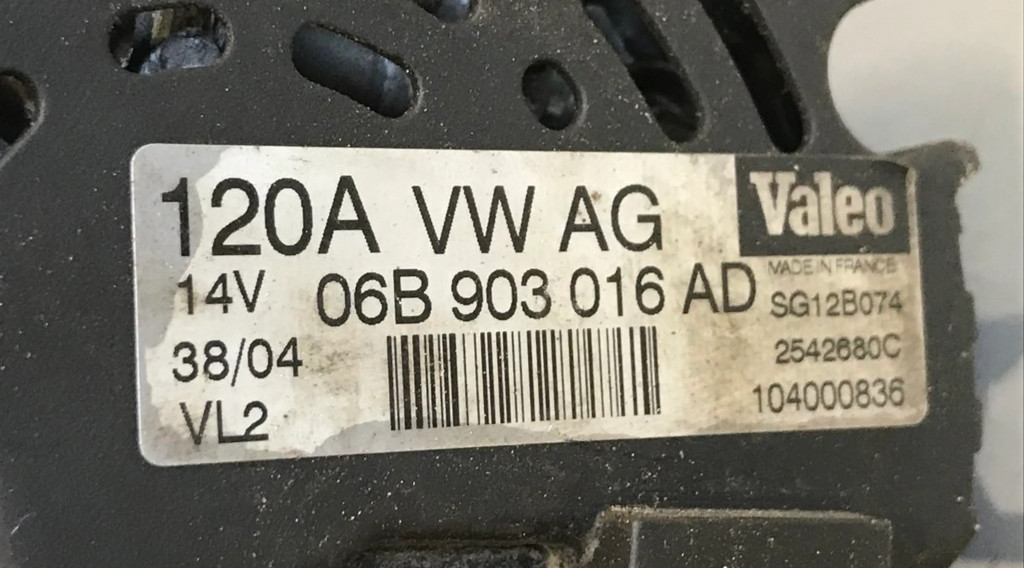 120A VW AG
Valeo
MADE IN FRANCE
14V 06B 903 016 AD
SG12B074
38/04
2542680C
VL2
104000836